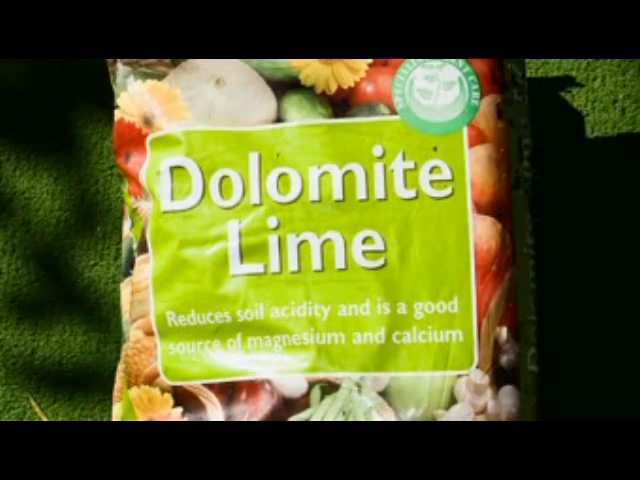 Dolomite
Lime
Reduces soil acidity and is a good
source of magnesium and calcium